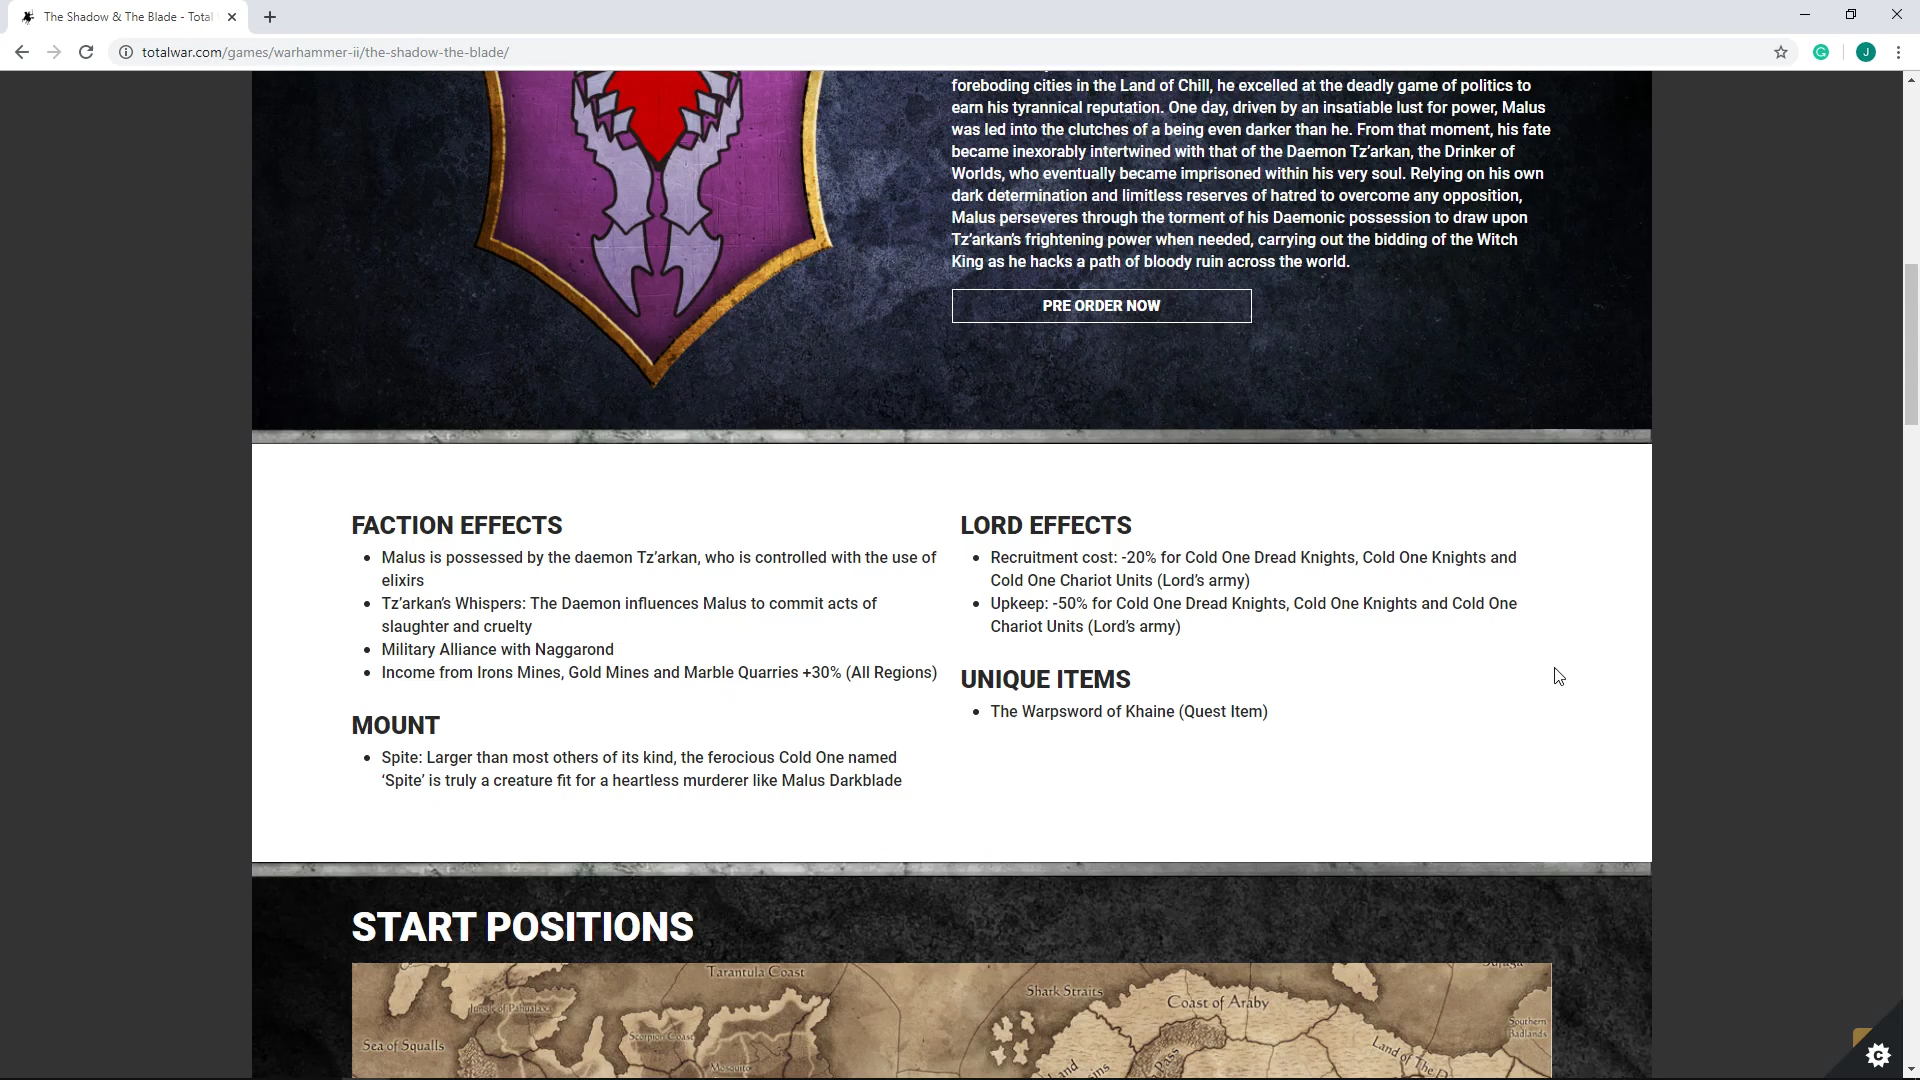 The Shadow & The Blade - Total
totalwar.com/games/warhammer-ii/the-shadow-the-blade/
J
foreboding cities in the Land of Chill, he excelled at the deadly game of politics to
earn his tyrannical reputation. One day, driven by an insatiable lust for power, Malus
was led into the clutches of a being even darker than he. From that moment, his fate
became inexorably intertwined with that of the Daemon Tz’arkan, the Drinker of
Worlds, who eventually became imprisoned within his very soul. Relying on his own
dark determination and limitless reserves of hatred to overcome any opposition,
Malus perseveres through the torment of his Daemonic possession to draw upon
Tz’arkan’s frightening power when needed, carrying out the bidding of the Witch
King as he hacks a path of bloody ruin across the world.
PRE ORDER NOW
FACTION EFFECTS
Malus is possessed by the daemon Tz’arkan, who is controlled with the use of
elixirs
Tz’arkan’s Whispers: The Daemon influences Malus to commit acts of
slaughter and cruelty
Military Alliance with Naggarond
Income from Irons Mines, Gold Mines and Marble Quarries +30% (All Regions)
MOUNT
Spite: Larger than most others of its kind, the ferocious Cold One named
‘Spite’ is truly a creature fit for a heartless murderer like Malus Darkblade
LORD EFFECTS
Recruitment cost: -20% for Cold One Dread Knights, Cold One Knights and
Cold One Chariot Units (Lord’s army)
Upkeep: -50% for Cold One Dread Knights, Cold One Knights and Cold One
Chariot Units (Lord’s army)
UNIQUE ITEMS
The Warpsword of Khaine (Quest Item)
START POSITIONS
Tarantula Coast
Shark Straits
Coast of Araby
Jungle of Pahualaxa
Scorpion Coast
Southern
Badlands
Sea of Squalls
Mosquito
Land of The D
Pass